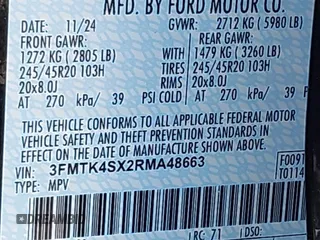 MFD. BY FORD MOTOR CO.
DATE: 11/24 GVWR: 2712 KG (5980 LB)
FRONT GAWR: REAR GAWR:
1272 KG (2805 LB) WITH 1479 KG (3260 LB)
245/45R20 103H TIRES 245/45R20 103H
20x8.0J RIMS 20x8.0J
AT 270 kPa/ 39 PSI COLD AT 270 kPa/ 39
THIS VEHICLE CONFORMS TO ALL APPLICABLE FEDERAL MOTOR
VEHICLE SAFETY AND THEFT PREVENTION STANDARDS IN
EFFECT ON THE DATE OF MANUFACTURE SHOWN ABOVE.
VIN: 3FMTK4SX2RMA48663 F0091
TYPE: MPV T0114
DREAMBID
LRC: 71 DSO: